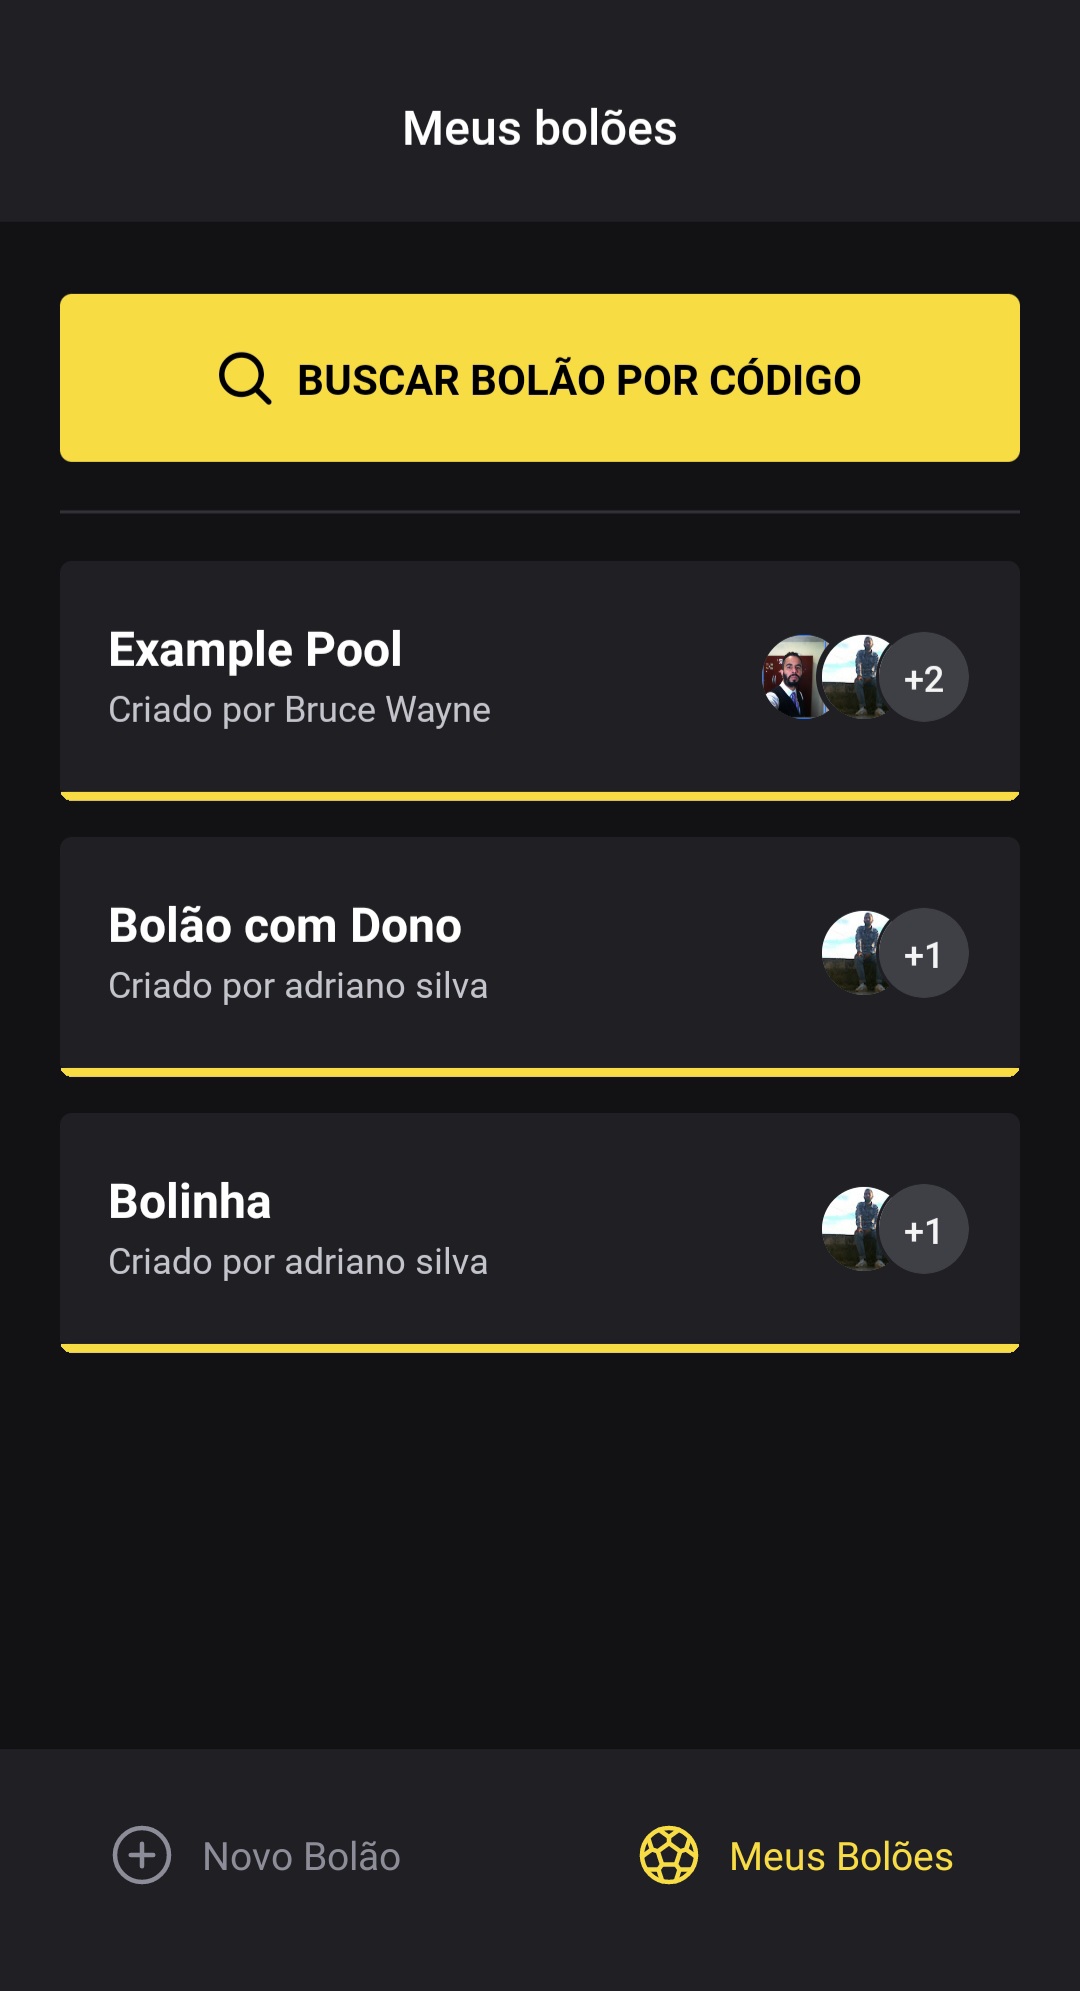 Meus bolões
BUSCAR BOLÃO POR CÓDIGO
Example Pool
Criado por Bruce Wayne
+2
Bolão com Dono
Criado por adriano silva
+1
Bolinha
Criado por adriano silva
+1
Novo Bolão
Meus Bolões